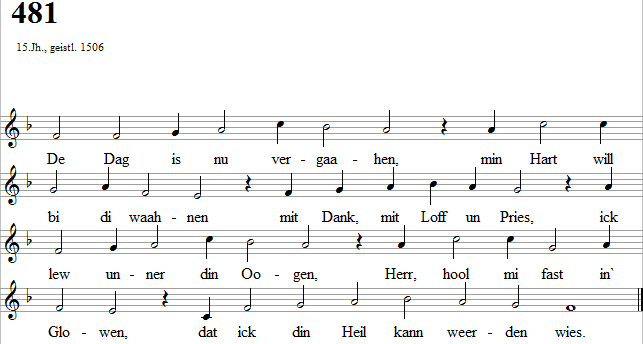 481
15.Jh., geistl. 1506
De Dag is nu ver - gaa - hen, min Hart will
bi di waah - nen mit Dank, mit Loff un Pries, ick
lew un - ner din Oo - gen, Herr, hool mi fast in`
Glo - wen, dat ick din Heil kann weer - den wies.